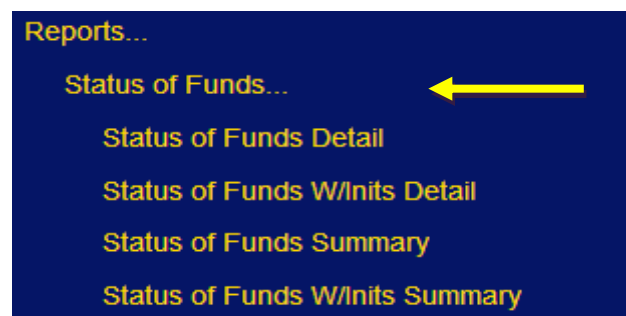 Reports...
Status of Funds...
Status of Funds Detail
Status of Funds W/Inits Detail
Status of Funds Summary
Status of Funds W/Inits Summary